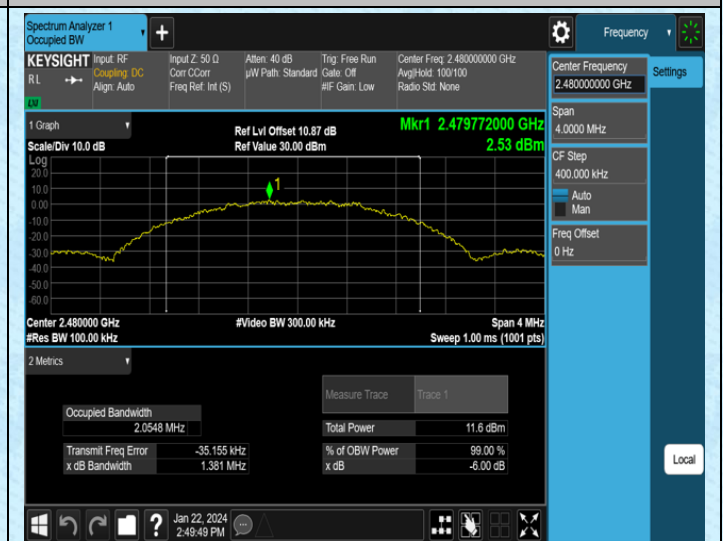 Spectrum Analyzer 1
Occupied BW
Frequency
KEYSIGHT
Input: RF
Coupling: DC
Align: Auto
Input Z: 50 Ω
Corr CCorr
Freq Ref: Int (S)
Atten: 40 dB
µW Path: Standard
Trig: Free Run
Gate: Off
#IF Gain: Low
Center Freq: 2.480000000 GHz
Avg|Hold: 100/100
Radio Std: None
R L
LXI
Center Frequency
2.480000000 GHz
Settings
Span
4.0000 MHz
CF Step
400.000 kHz
Auto
Man
Freq Offset
0 Hz
Local
1 Graph
Scale/Div 10.0 dB
Ref Lvl Offset 10.87 dB
Ref Value 30.00 dBm
Mkr1 2.479772000 GHz
2.53 dBm
Log
20.0
10.0
0.00
-10.0
-20.0
-30.0
-40.0
-50.0
-60.0
1
Center 2.480000 GHz
#Res BW 100.00 kHz
#Video BW 300.00 kHz
Span 4 MHz
Sweep 1.00 ms (1001 pts)
2 Metrics
Measure Trace
Trace 1
Occupied Bandwidth
2.0548 MHz
Total Power
11.6 dBm
Transmit Freq Error
-35.155 kHz
% of OBW Power
99.00 %
x dB Bandwidth
1.381 MHz
x dB
-6.00 dB
Jan 22, 2024
2:49:49 PM